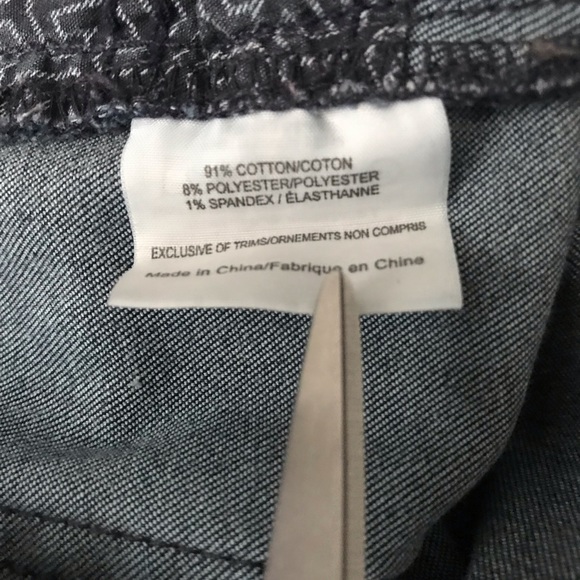 91% COTTON/COTON
8% POLYESTER/POLYESTER
1% SPANDEX / ÉLASTHANNE
EXCLUSIVE OF TRIMS/ORNEMENTS NON COMPRIS
Made in China/Fabrique en Chine